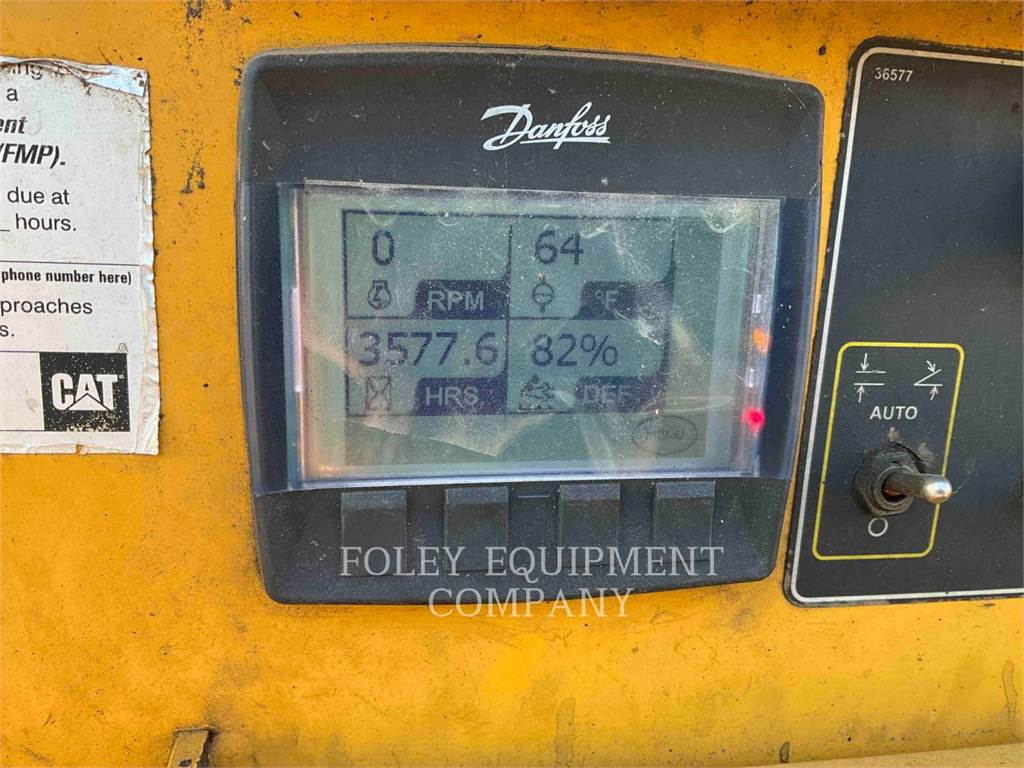 a
ent
/FMP).
due at
hours.
phone number here)
proaches
s.
CAT
Danfoss
0
RPM
64
°F
3577.6
HRS
82%
DEF
FOLEY EQUIPMENT
COMPANY
36577
AUTO